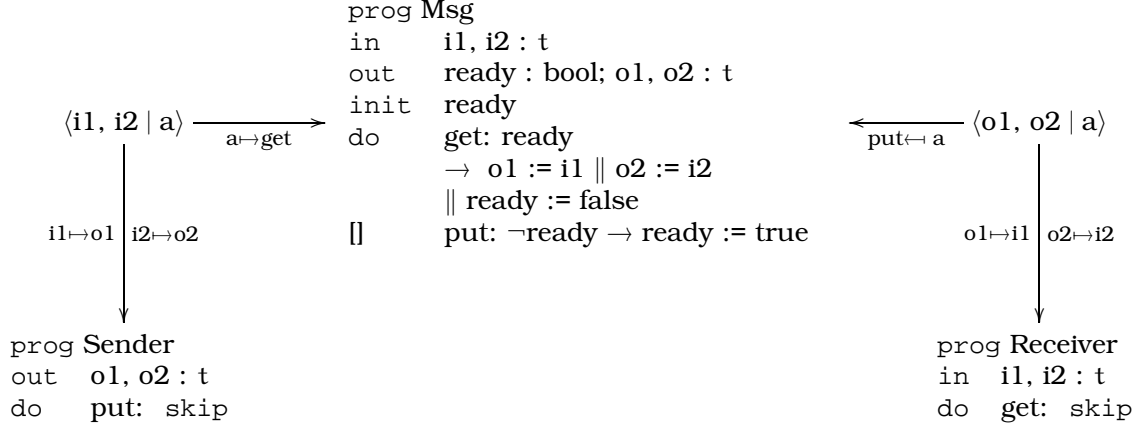 prog Msg
in i1, i2 : t
out ready : bool; o1, o2 : t
init ready
⟨i1, i2 | a⟩ a↦get do get: ready put↤a ⟨o1, o2 | a⟩
→ o1 := i1 ∥ o2 := i2
∥ ready := false
i1↦o1 i2↦o2 [] put: ¬ready → ready := true o1↦i1 o2↦i2
prog Sender prog Receiver
out o1, o2 : t in i1, i2 : t
do put: skip do get: skip